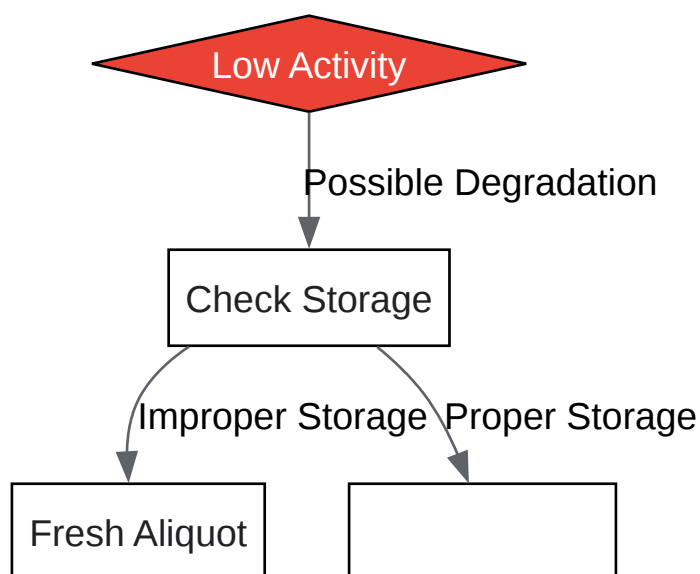 Low Activity
Possible Degradation
Check Storage
Improper Storage
Proper Storage
Fresh Aliquot